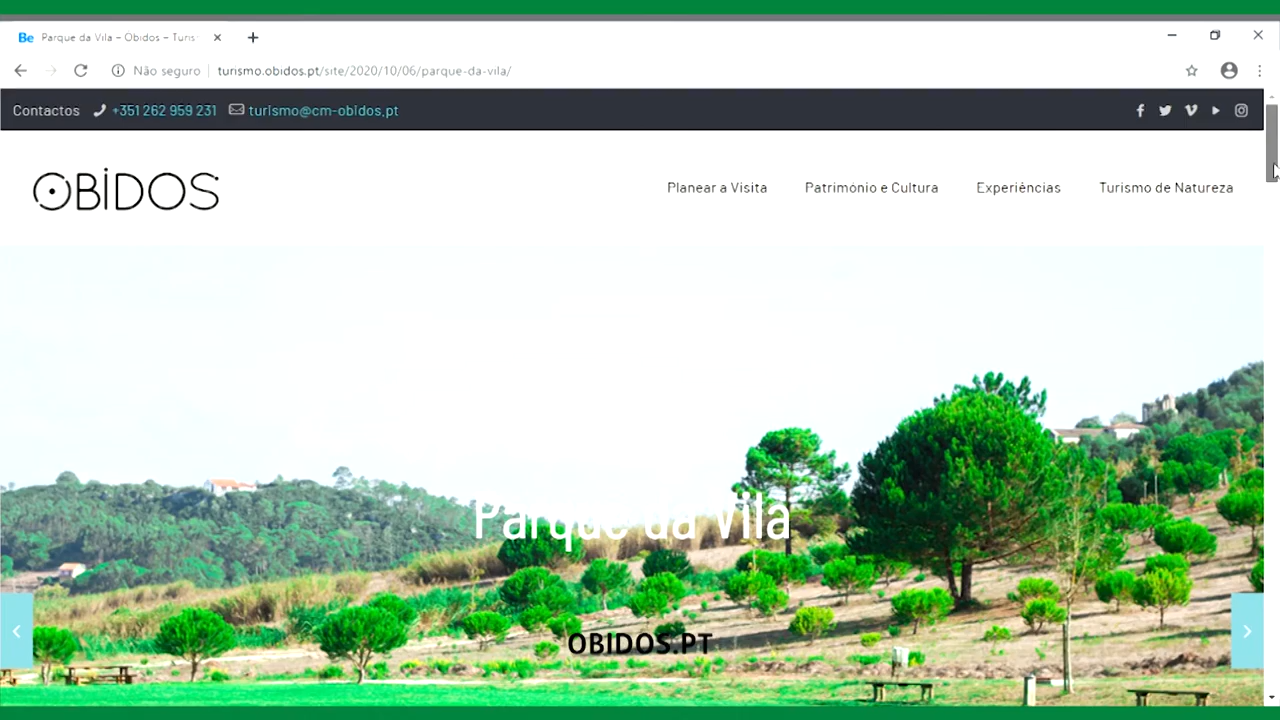 Be Parque da Vila – Óbidos – Turis
Não seguro turismo.obidos.pt/site/2020/10/06/parque-da-vila/
Contactos +351 262 959 231 turismo@cm-obidos.pt
OBIDOS
Planear a Visita Património e Cultura Experiências Turismo de Natureza
Parque da Vila
OBIDOS.PT